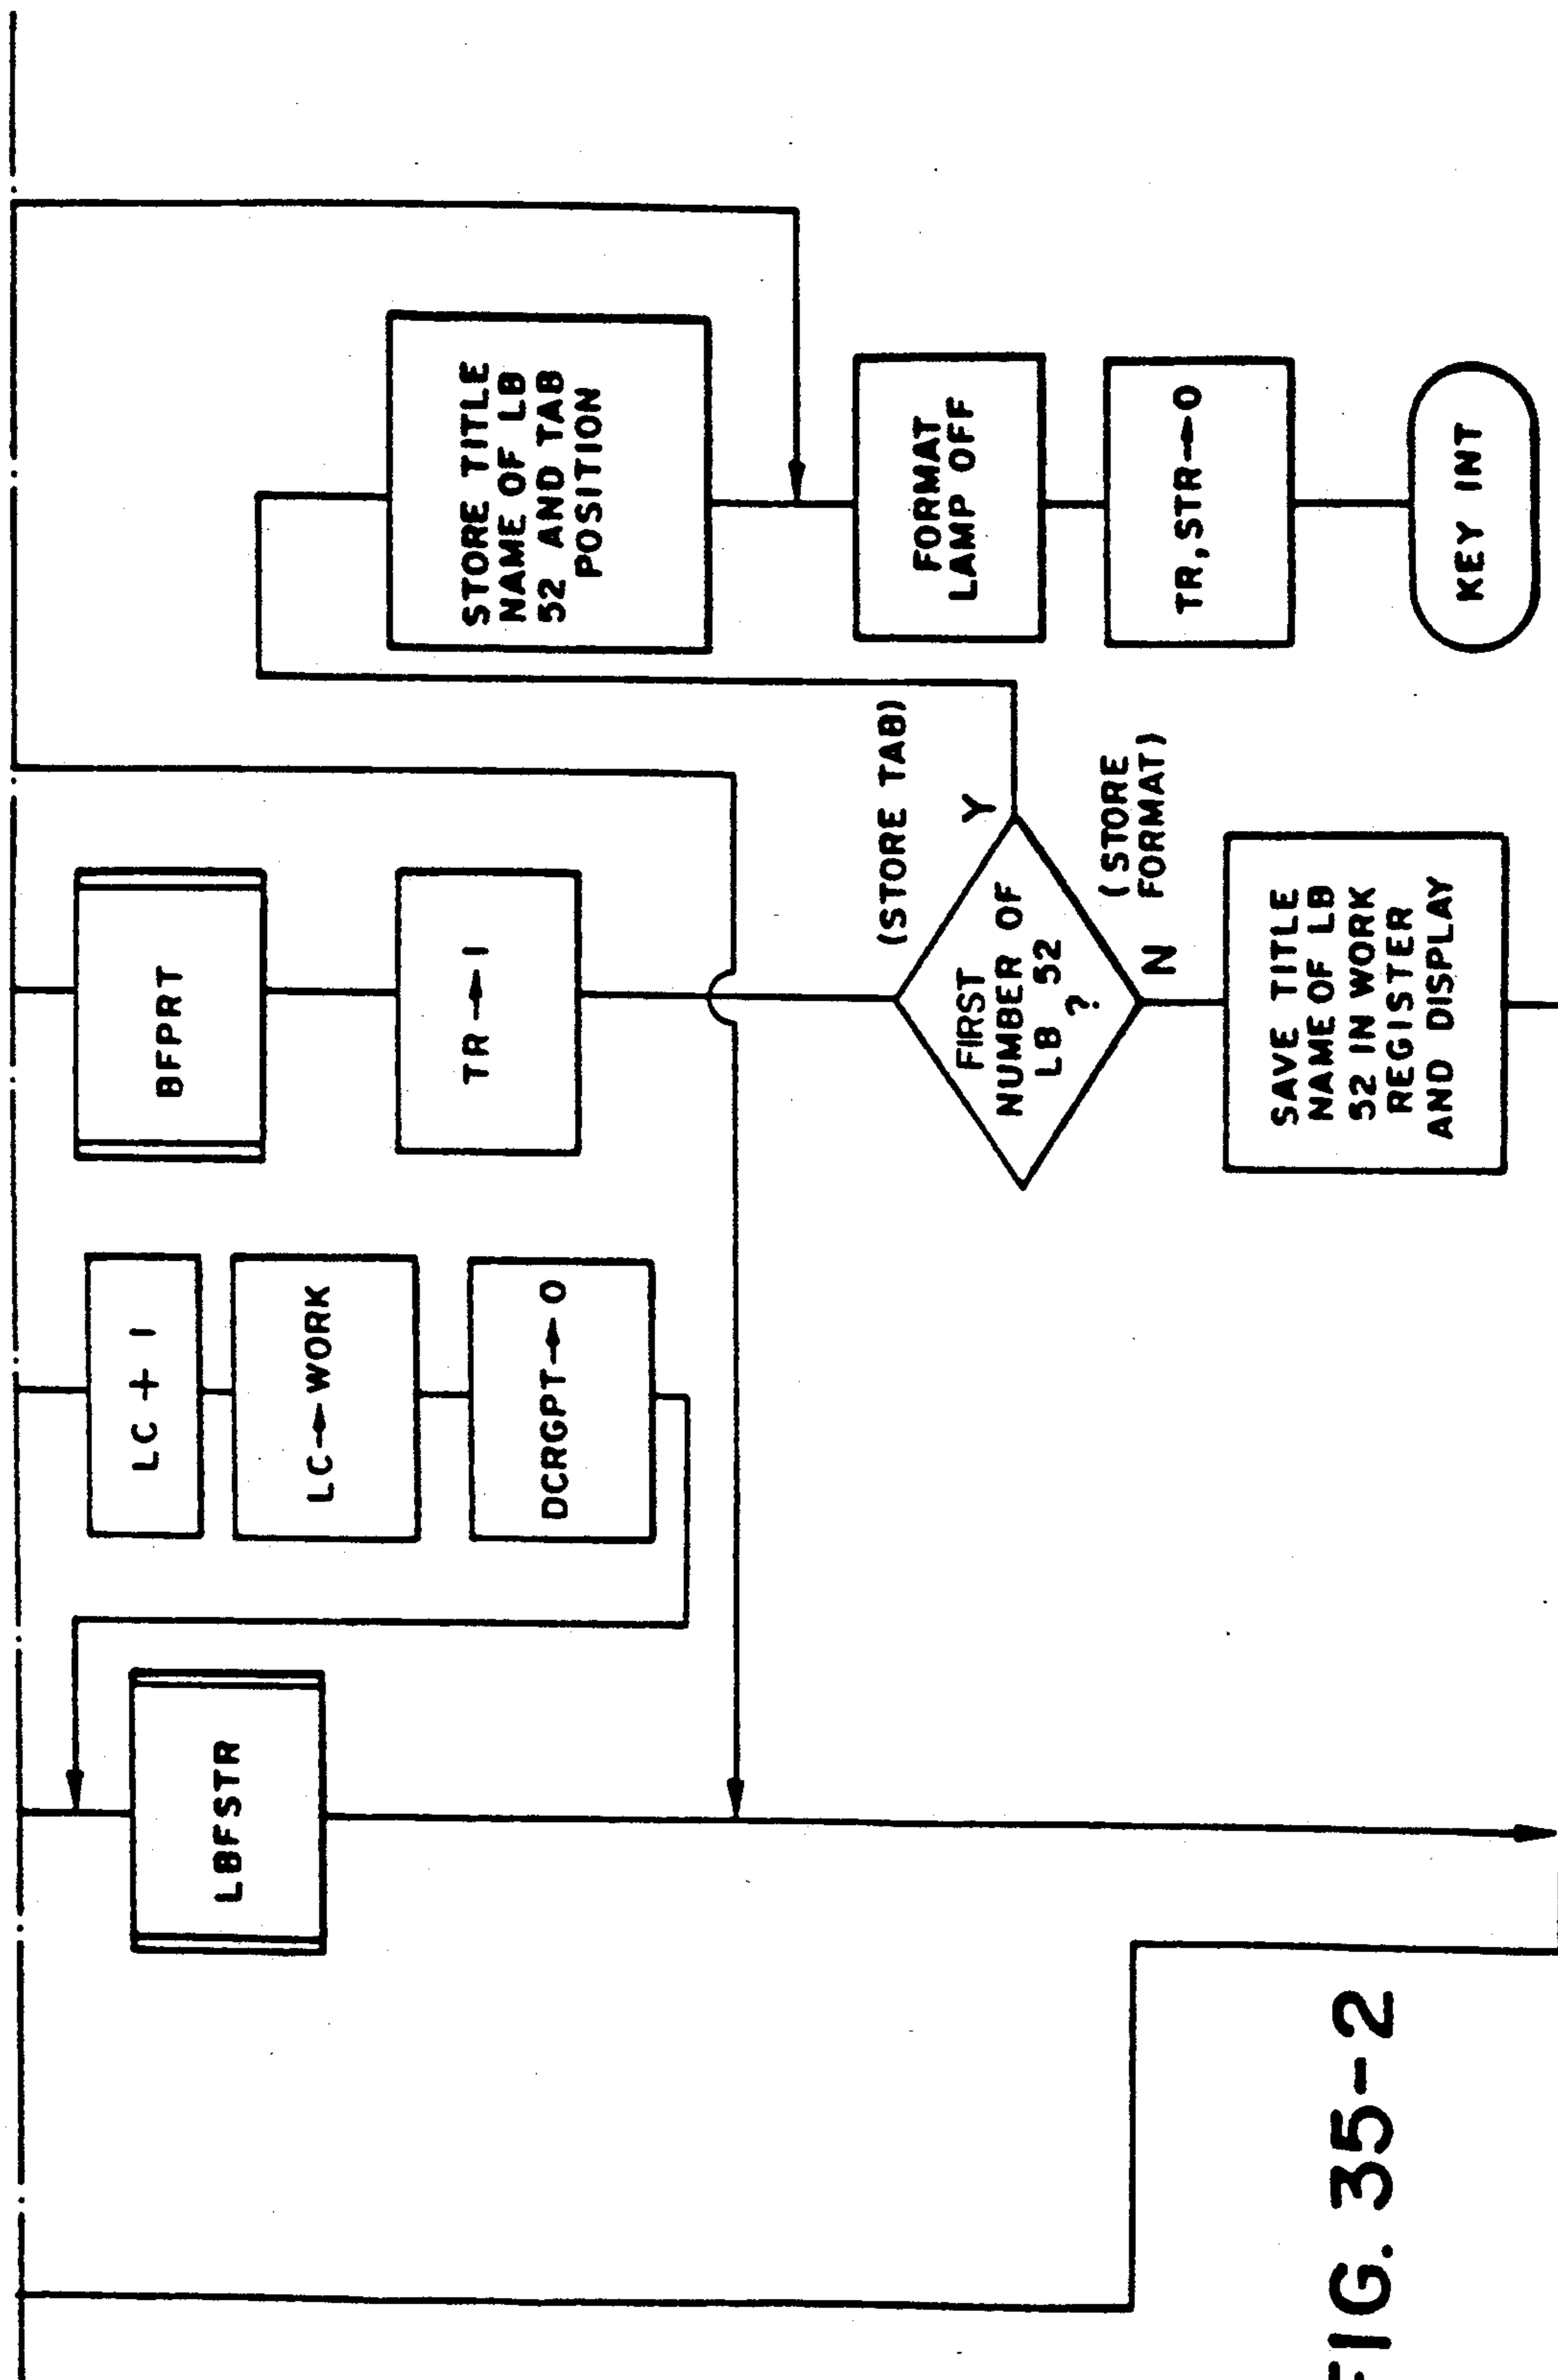 LBFSTR
LC + 1
LC→WORK
DCRGPT→0
BFPRT
TR→1
FIRST
NUMBER OF
LB 52
?
(STORE TAB)
Y
N
(STORE
FORMAT)
SAVE TITLE
NAME OF LB
52 IN WORK
REGISTER
AND DISPLAY
STORE TITLE
NAME OF LB
52 AND TAB
POSITION
FORMAT
LAMP OFF
TR,STR→0
KEY INT
FIG. 35-2